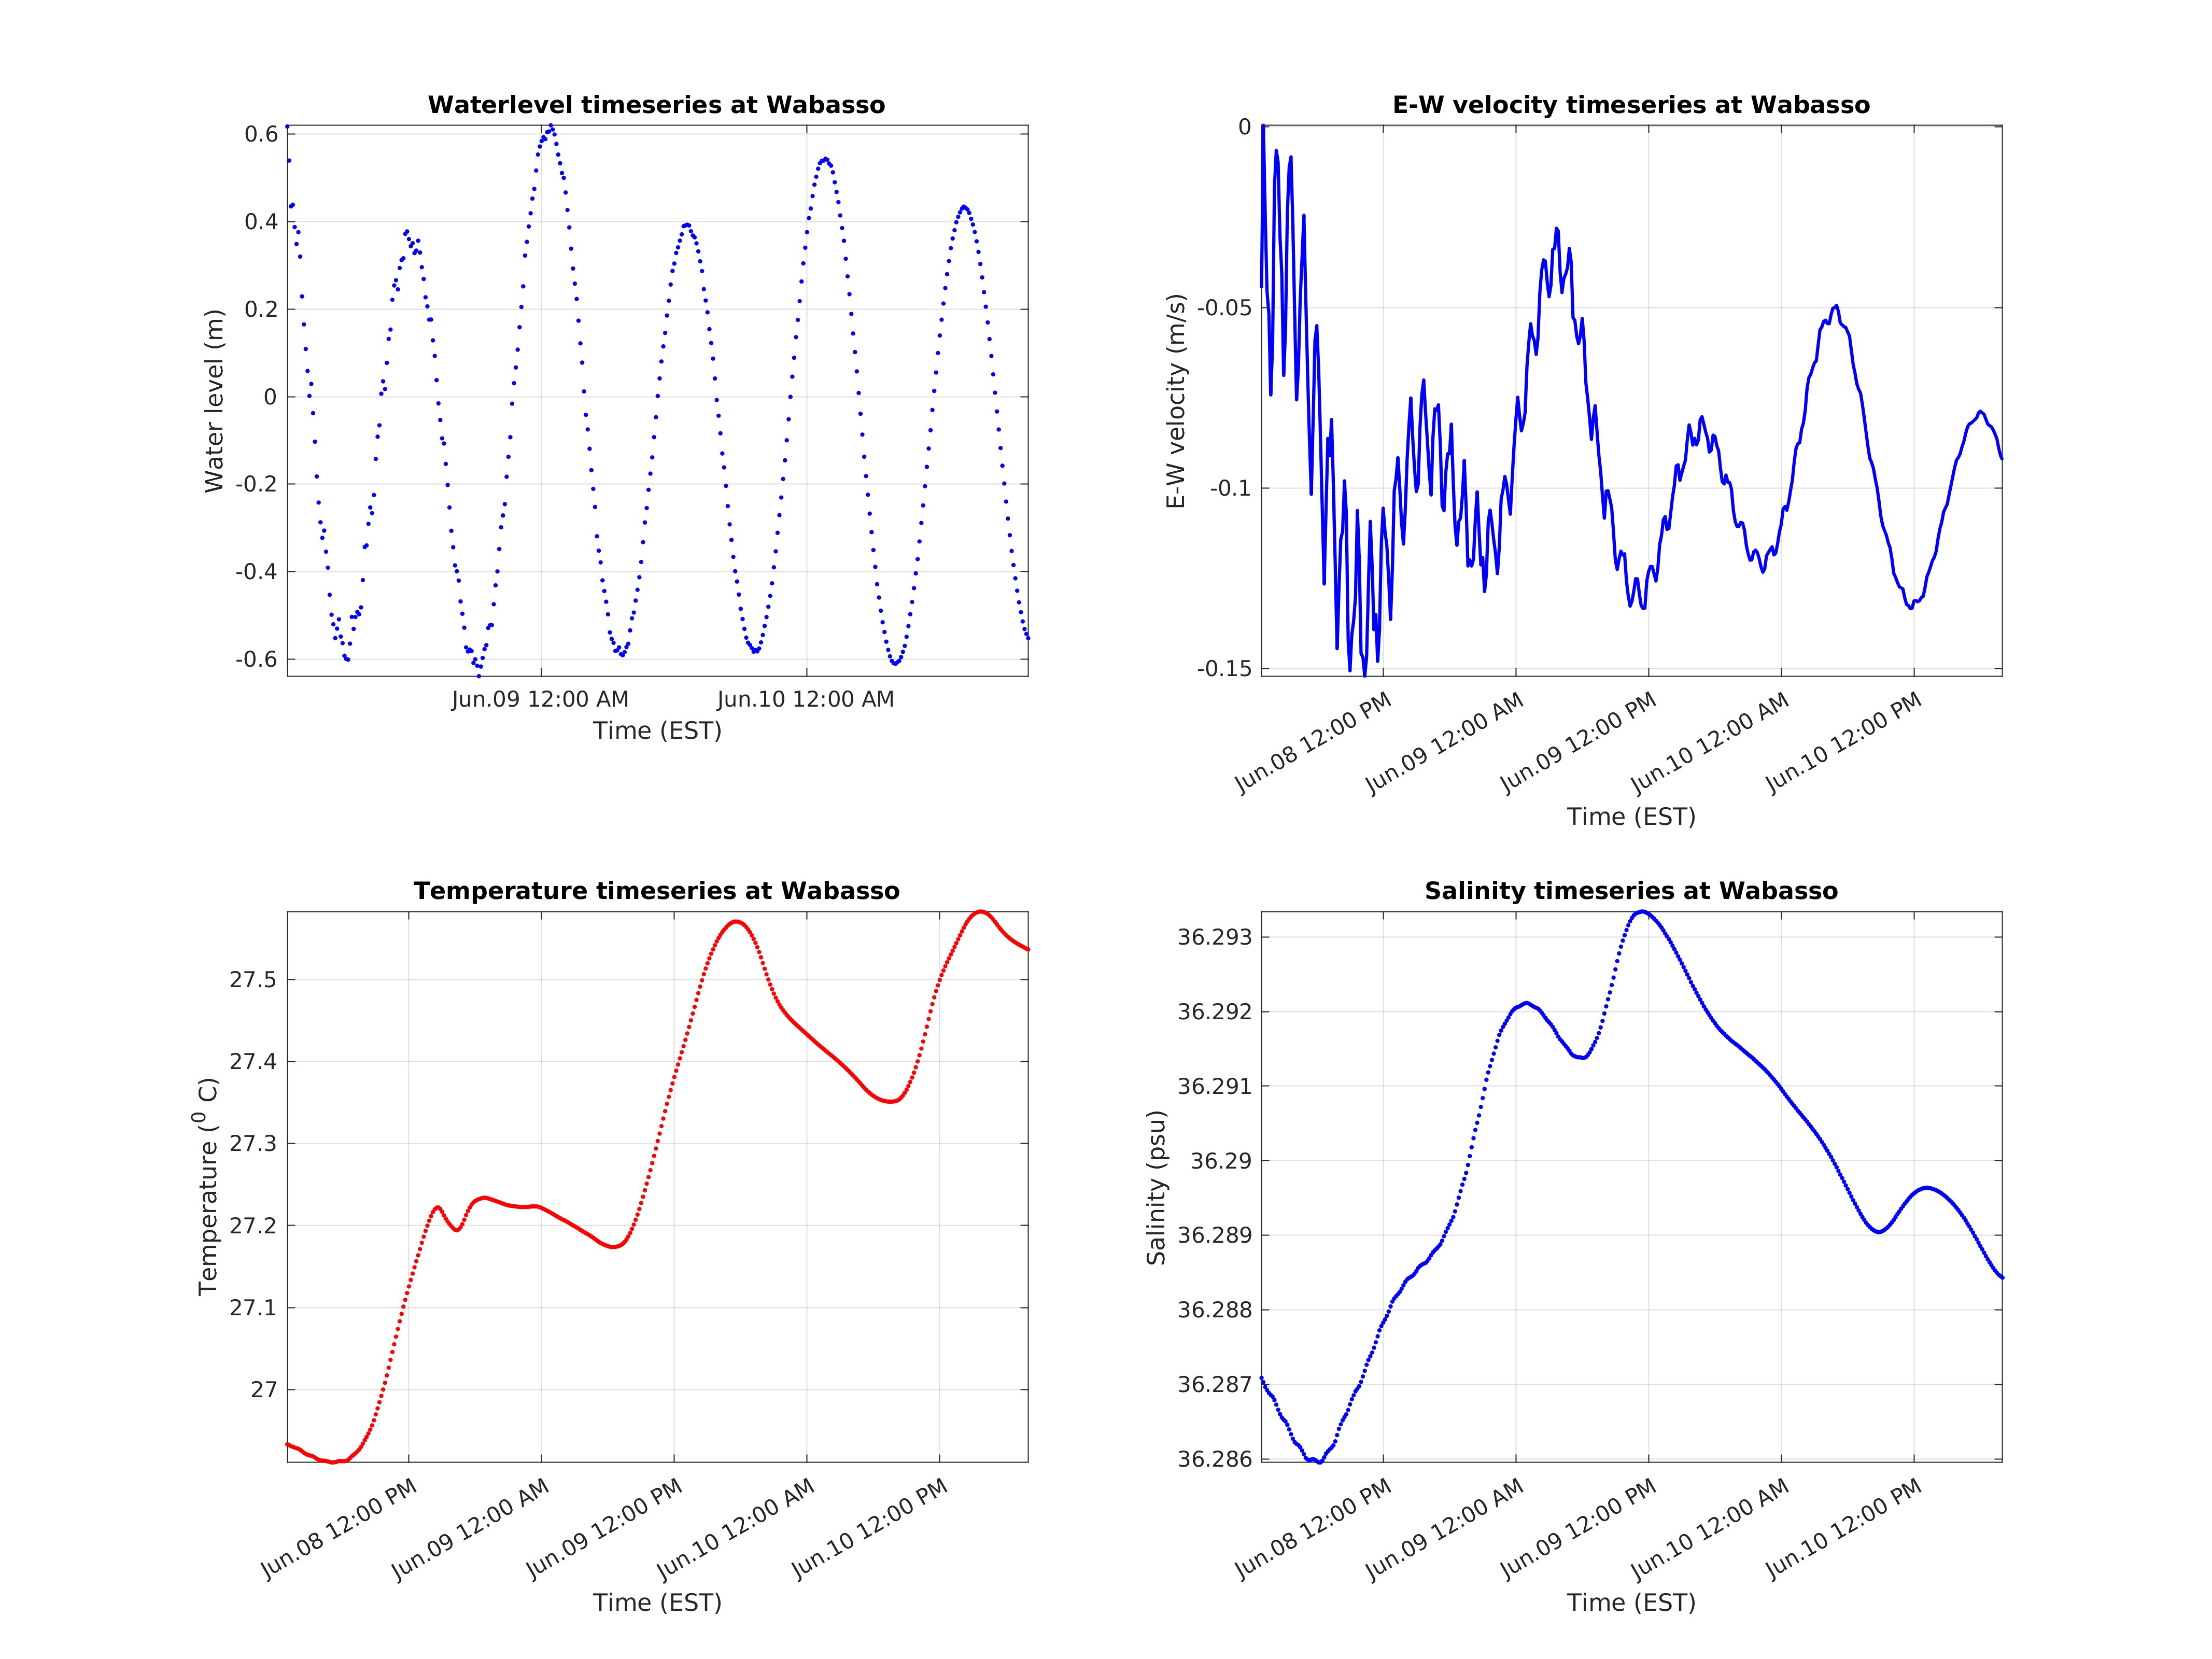 Waterlevel timeseries at Wabasso
0.6
0.4
0.2
0
-0.2
-0.4
-0.6
Water level (m)
Jun.09 12:00 AM
Jun.10 12:00 AM
Time (EST)
E-W velocity timeseries at Wabasso
0
-0.05
-0.1
-0.15
E-W velocity (m/s)
Jun.08 12:00 PM
Jun.09 12:00 AM
Jun.09 12:00 PM
Jun.10 12:00 AM
Jun.10 12:00 PM
Time (EST)
Temperature timeseries at Wabasso
27.5
27.4
27.3
27.2
27.1
27
Temperature (⁰ C)
Jun.08 12:00 PM
Jun.09 12:00 AM
Jun.09 12:00 PM
Jun.10 12:00 AM
Jun.10 12:00 PM
Time (EST)
Salinity timeseries at Wabasso
36.293
36.292
36.291
36.29
36.289
36.288
36.287
36.286
Salinity (psu)
Jun.08 12:00 PM
Jun.09 12:00 AM
Jun.09 12:00 PM
Jun.10 12:00 AM
Jun.10 12:00 PM
Time (EST)